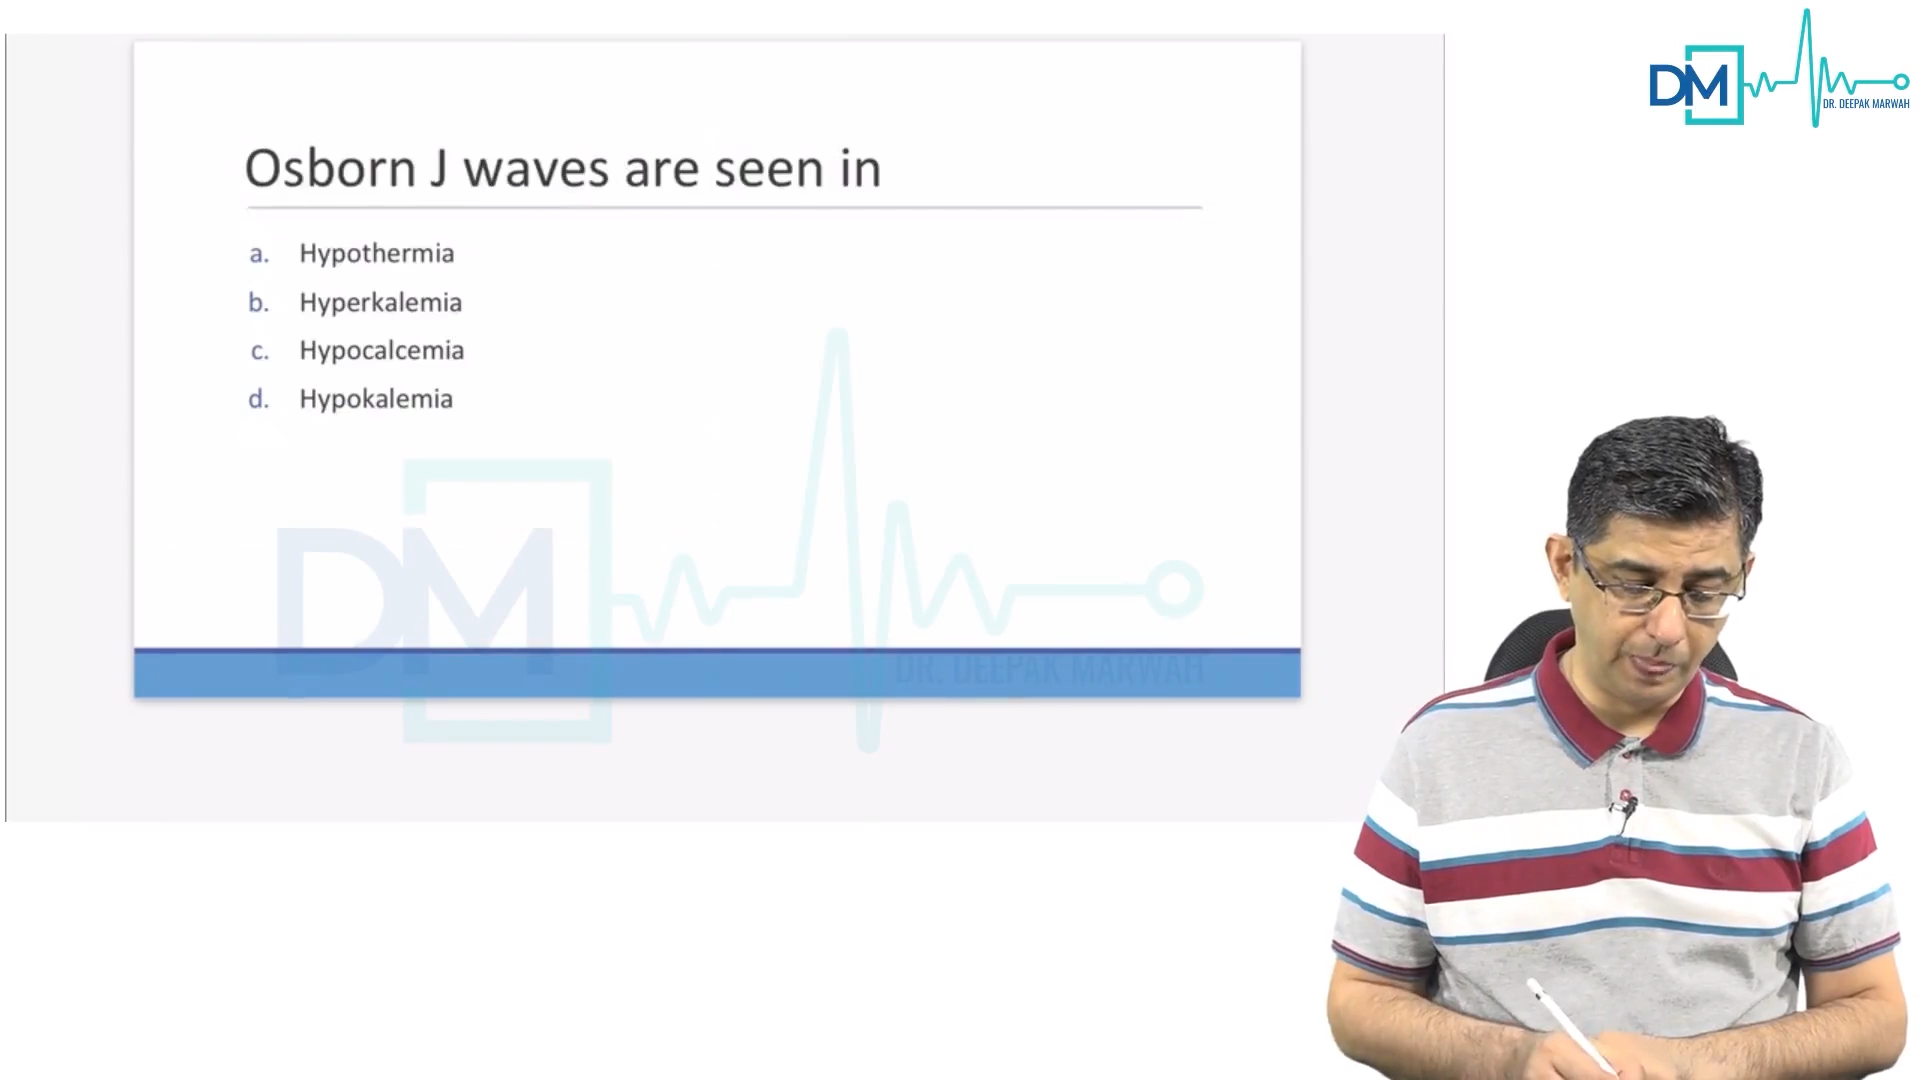 DM
DR. DEEPAK MARWAH
Osborn J waves are seen in
a. Hypothermia
b. Hyperkalemia
c. Hypocalcemia
d. Hypokalemia
DM
DR. DEEPAK MARWAH